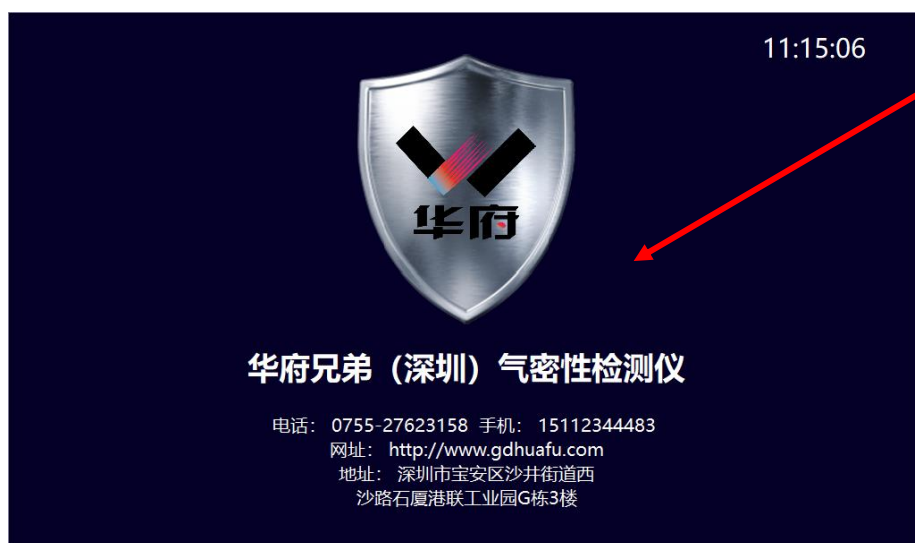 11:15:06
华府
华府兄弟（深圳）气密性检测仪
电话： 0755-27623158 手机： 15112344483
网址： http://www.gdhuafu.com
地址： 深圳市宝安区沙井街道西
沙路石厦港联工业园G栋3楼